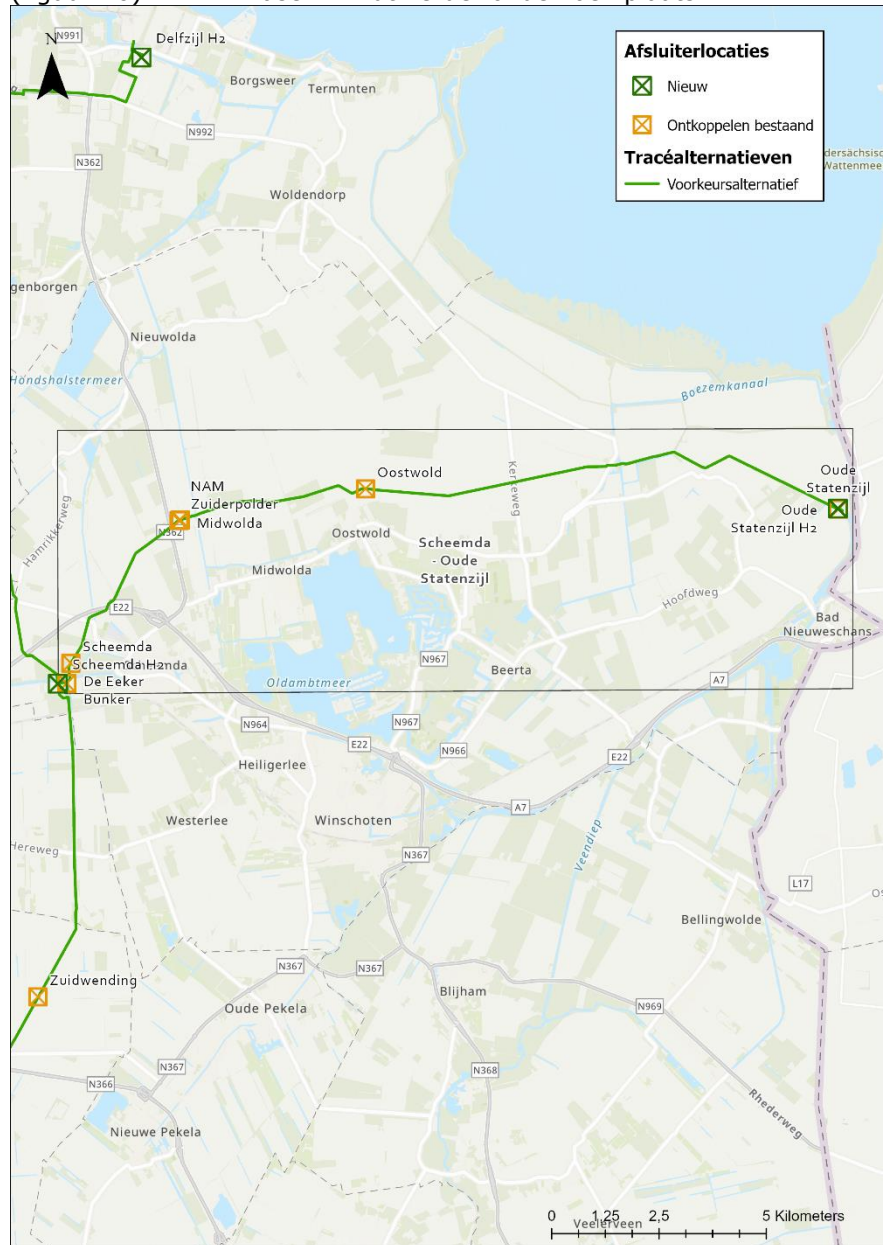 N991
Delfzijl H2
N
Borgsweer
Termunten
N992
N362
Woldendorp
Afsluiterlocaties
Nieuw
Ontkoppelen bestaand
Tracéalternatieven
Voorkeursalternatief
dersächsisc
Wattenmee
genborgen
Nieuwolda
Hondshalstermeer
Boezemkanaal
Hamrikkerweg
Kerkeweg
NAM
Zuiderpolder
Midwolda
N362
Oostwold
Oostwold
Oude
Statenzijl
Oude
Statenzijl H2
Scheemda
- Oude
Statenzijl
Midwolda
E22
Hoofdweg
Bad
Nieuweschans
Scheemda
Scheemda H2
De Eeker
Bunker
Oldambtmeer
N967
Beerta
A7
N964
N967
N966
E22
E22
Heiligerlee
A7
Westerlee
Winschoten
Hereweg
N367
Veendiep
L17
Bellingwolde
Zuidwending
N367
N367
Oude Pekela
Blijham
N969
N366
N367
N368
Rhederweg
Nieuwe Pekela
0 1,25 2,5 5 Kilometers
Veelerveen